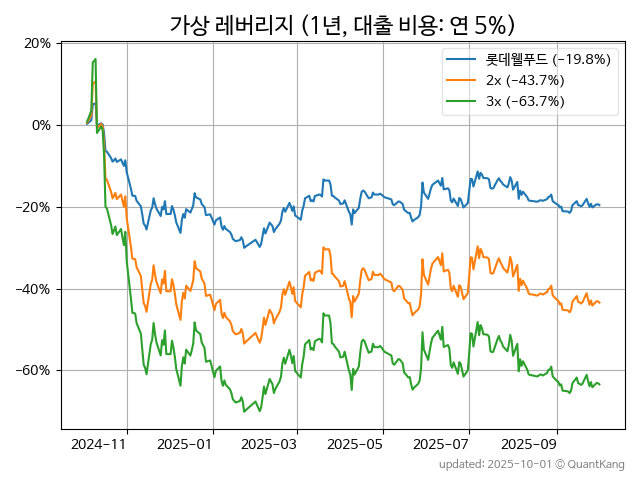 가상 레버리지 (1년, 대출 비용: 연 5%)
롯데웰푸드 (−19.8%)
2x (−43.7%)
3x (−63.7%)
20%
0%
−20%
−40%
−60%
2024-11 2025-01 2025-03 2025-05 2025-07 2025-09
updated: 2025-10-01 © QuantKang